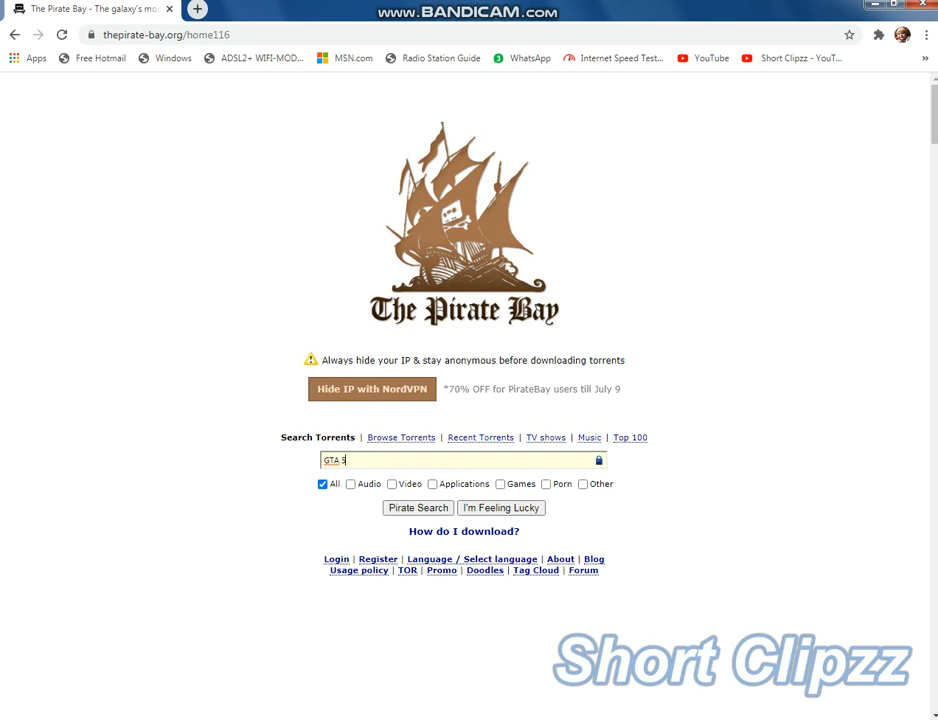 The Pirate Bay - The galaxy's mos
www.BANDICAM.com
thepirate-bay.org/home116
Apps Free Hotmail Windows ADSL2+ WIFI-MOD... MSN.com Radio Station Guide 3 WhatsApp Internet Speed Test... YouTube Short Clipzz - YouT... »
The Pirate Bay
Always hide your IP & stay anonymous before downloading torrents
Hide IP with NordVPN *70% OFF for PirateBay users till July 9
Search Torrents | Browse Torrents | Recent Torrents | TV shows | Music | Top 100
GTA 5
All Audio Video Applications Games Porn Other
Pirate Search I'm Feeling Lucky
How do I download?
Login | Register | Language / Select language | About | Blog
Usage policy | TOR | Promo | Doodles | Tag Cloud | Forum
Short Clipzz